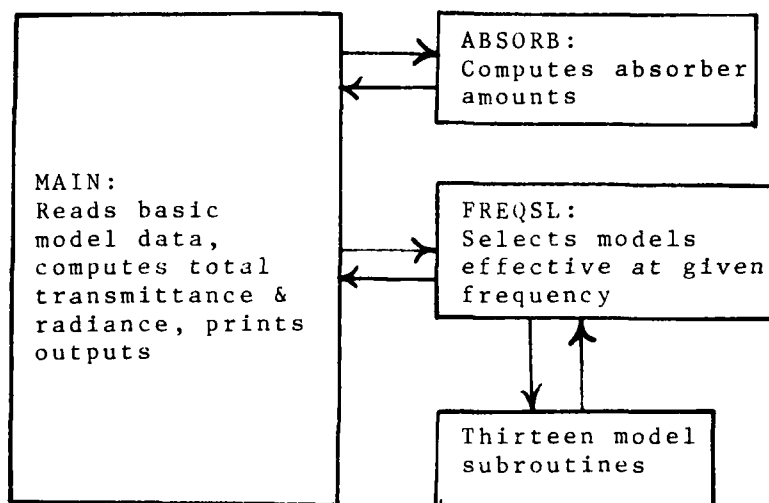 MAIN:
Reads basic
model data,
computes total
transmittance &
radiance, prints
outputs
ABSORB:
Computes absorber
amounts
FREQSL:
Selects models
effective at given
frequency
Thirteen model
subroutines